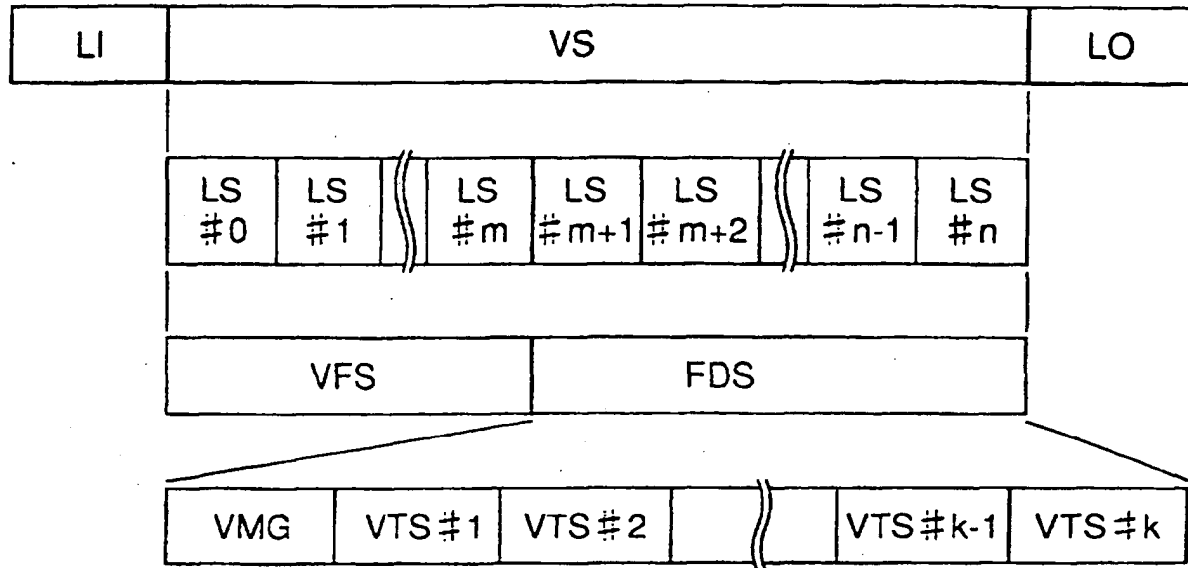 LI VS LO
LS #0 LS #1 LS #m LS #m+1 LS #m+2 LS #n-1 LS #n
VFS FDS
VMG VTS#1 VTS#2 VTS#k-1 VTS#k